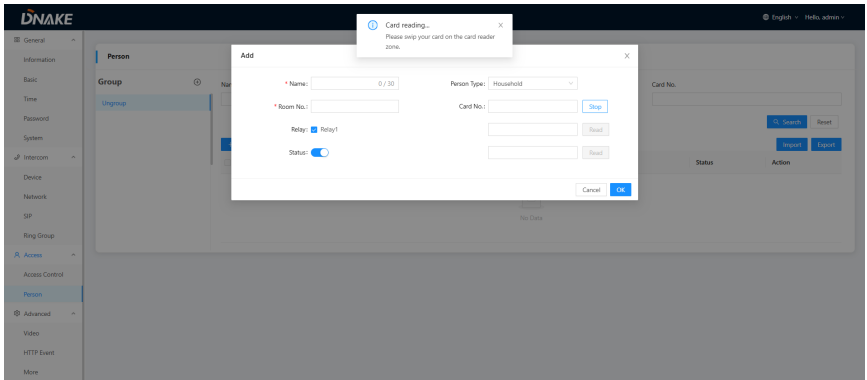 DNAKE
English
Hello, admin
Card reading...
Please swip your card on the card reader
zone.
General
Information
Basic
Time
Password
System
Intercom
Device
Network
SIP
Ring Group
Access
Access Control
Person
Advanced
Video
HTTP Event
More
Person
Group
Ungroup
Card No.
Search
Reset
Import
Export
Status
Action
No Data
Add
* Name:
0 / 30
Person Type:
Household
* Room No.:
Card No.:
Stop
Relay:
Relay1
Read
Status:
Read
Cancel
OK